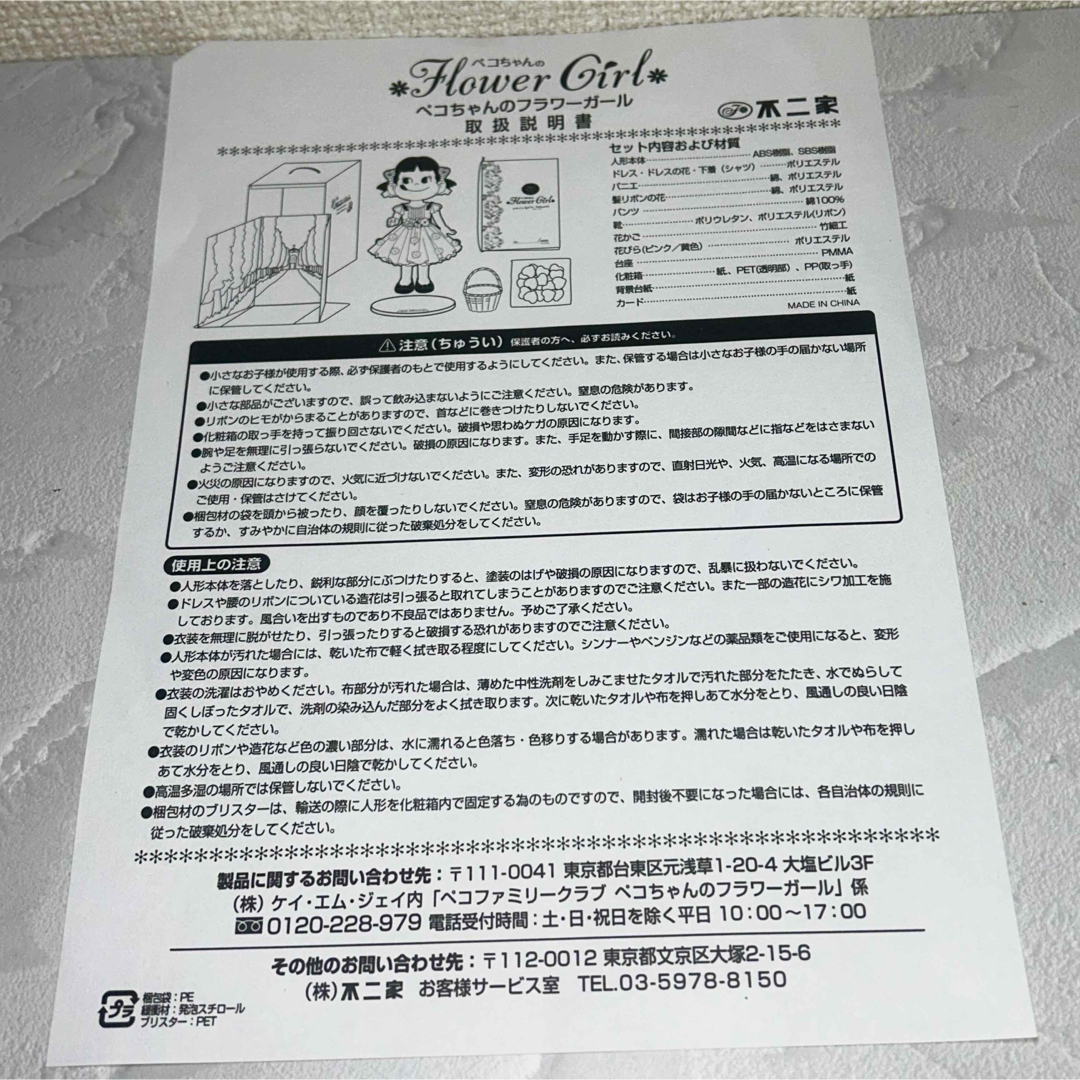 ペコちゃんの
Flower Girl
ペコちゃんのフラワーガール
取扱説明書
不二家
セット内容および材質
人形本体……ABS樹脂、SBS樹脂
ドレス・ドレスの花・下着（シャツ）……ポリエステル
パニエ……綿、ポリエステル
髪リボンの花……綿、ポリエステル
パンツ……綿100%
靴……ポリウレタン、ポリエステル(リボン)
花かご……竹細工
花びら(ピンク／黄色)……ポリエステル
台座……PMMA
化粧箱……紙、PET(透明部)、PP(取っ手)
背景台紙……紙
カード……紙
MADE IN CHINA
Flower Girl
⚠注意（ちゅうい）保護者の方へ、必ずお読みください。
●小さなお子様が使用する際、必ず保護者のもとで使用するようにしてください。また、保管する場合は小さなお子様の手の届かない場所
に保管してください。
●小さな部品がございますので、誤って飲み込まないようにご注意ください。窒息の危険があります。
●リボンのヒモがからまることがありますので、首などに巻きつけたりしないでください。
●化粧箱の取っ手を持って振り回さないでください。破損や思わぬケガの原因になります。
●腕や足を無理に引っ張らないでください。破損の原因になります。また、手足を動かす際に、間接部の隙間などに指などをはさまない
ようご注意ください。
●火災の原因になりますので、火気に近づけないでください。また、変形の恐れがありますので、直射日光や、火気、高温になる場所での
ご使用・保管はさけてください。
●梱包材の袋を頭から被ったり、顔を覆ったりしないでください。窒息の危険がありますので、袋はお子様の手の届かないところに保管
するか、すみやかに自治体の規則に従った破棄処分をしてください。
使用上の注意
●人形本体を落としたり、鋭利な部分にぶつけたりすると、塗装のはげや破損の原因になりますので、乱暴に扱わないでください。
●ドレスや腰のリボンについている造花は引っ張ると取れてしまうことがありますのでご注意ください。また一部の造花にシワ加工を施
しております。風合いを出すものであり不良品ではありません。予めご了承ください。
●衣装を無理に脱がせたり、引っ張ったりすると破損する恐れがありますのでご注意ください。
●人形本体が汚れた場合には、乾いた布で軽く拭き取る程度にしてください。シンナーやベンジンなどの薬品類をご使用になると、変形
や変色の原因になります。
●衣装の洗濯はおやめください。布部分が汚れた場合は、薄めた中性洗剤をしみこませたタオルで汚れた部分をたたき、水でぬらして
固くしぼったタオルで、洗剤の染み込んだ部分をよく拭き取ります。次に乾いたタオルや布を押しあて水分をとり、風通しの良い日陰
で乾かしてください。
●衣装のリボンや造花など色の濃い部分は、水に濡れると色落ち・色移りする場合があります。濡れた場合は乾いたタオルや布を押し
あて水分をとり、風通しの良い日陰で乾かしてください。
●高温多湿の場所では保管しないでください。
●梱包材のブリスターは、輸送の際に人形を化粧箱内で固定する為のものですので、開封後不要になった場合には、各自治体の規則に
従った破棄処分をしてください。
製品に関するお問い合わせ先：〒111-0041 東京都台東区元浅草1-20-4 大塩ビル3F
（株）ケイ・エム・ジェイ内「ペコファミリークラブ ペコちゃんのフラワーガール」係
0120-228-979 電話受付時間：土・日・祝日を除く平日 10：00～17：00
その他のお問い合わせ先：〒112-0012 東京都文京区大塚2-15-6
（株）不二家 お客様サービス室 TEL.03-5978-8150
プラ
梱包袋：PE
緩衝材：発泡スチロール
ブリスター：PET